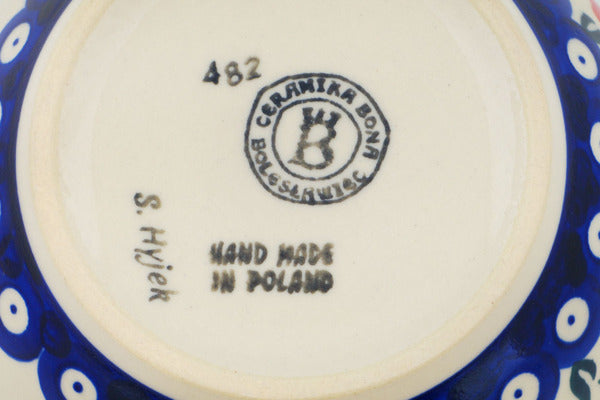 482
CERAMIKA BONA
BOLESŁAWIEC
B
S. Hyjek
HAND MADE
IN POLAND